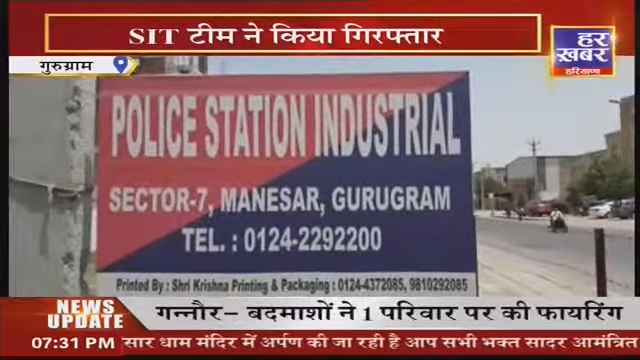 SIT टीम ने किया गिरफ्तार
हर
ख़बर
हरियाणा
गुरुग्राम
POLICE STATION INDUSTRIAL
SECTOR-7, MANESAR, GURUGRAM
TEL. : 0124-2292200
Printed By : Shri Krishna Printing & Packaging : 0124-4372085, 9810292085
NEWS
UPDATE
गन्नौर- बदमाशों ने 1 परिवार पर की फायरिंग
07:31 PM
सार धाम मंदिर में अर्पण की जा रही है आप सभी भक्त सादर आमंत्रित